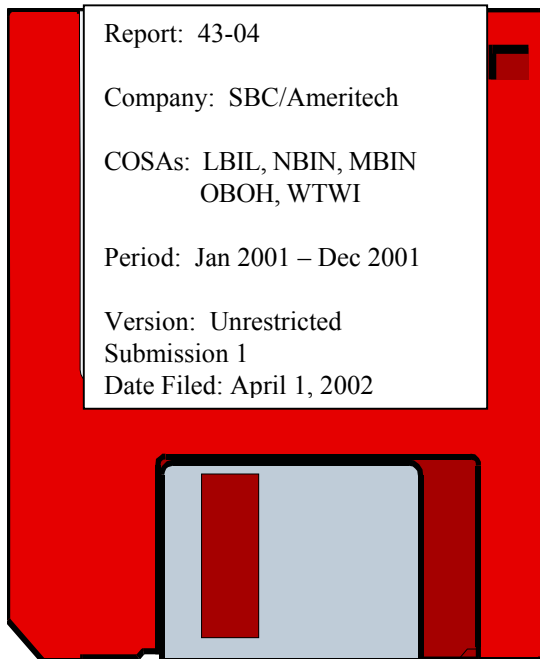 Report: 43-04
Company: SBC/Ameritech
COSAs: LBIL, NBIN, MBIN
OBOH, WTWI
Period: Jan 2001 – Dec 2001
Version: Unrestricted
Submission 1
Date Filed: April 1, 2002